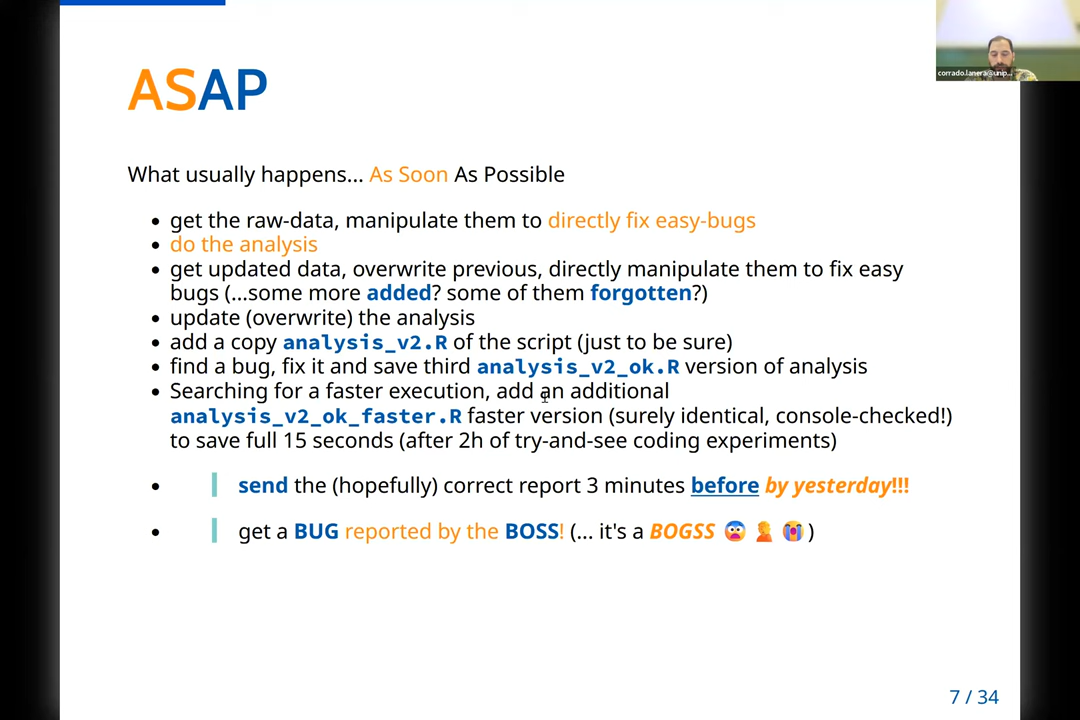 corrado.lanera@unip...
ASAP
What usually happens... As Soon As Possible
• get the raw-data, manipulate them to directly fix easy-bugs
• do the analysis
• get updated data, overwrite previous, directly manipulate them to fix easy
bugs (...some more added? some of them forgotten?)
• update (overwrite) the analysis
• add a copy analysis_v2.R of the script (just to be sure)
• find a bug, fix it and save third analysis_v2_ok.R version of analysis
• Searching for a faster execution, add an additional
analysis_v2_ok_faster.R faster version (surely identical, console-checked!)
to save full 15 seconds (after 2h of try-and-see coding experiments)
• send the (hopefully) correct report 3 minutes before by yesterday!!!
• get a BUG reported by the BOSS! (... it's a BOGSS 😨 🤦 😭 )
7 / 34